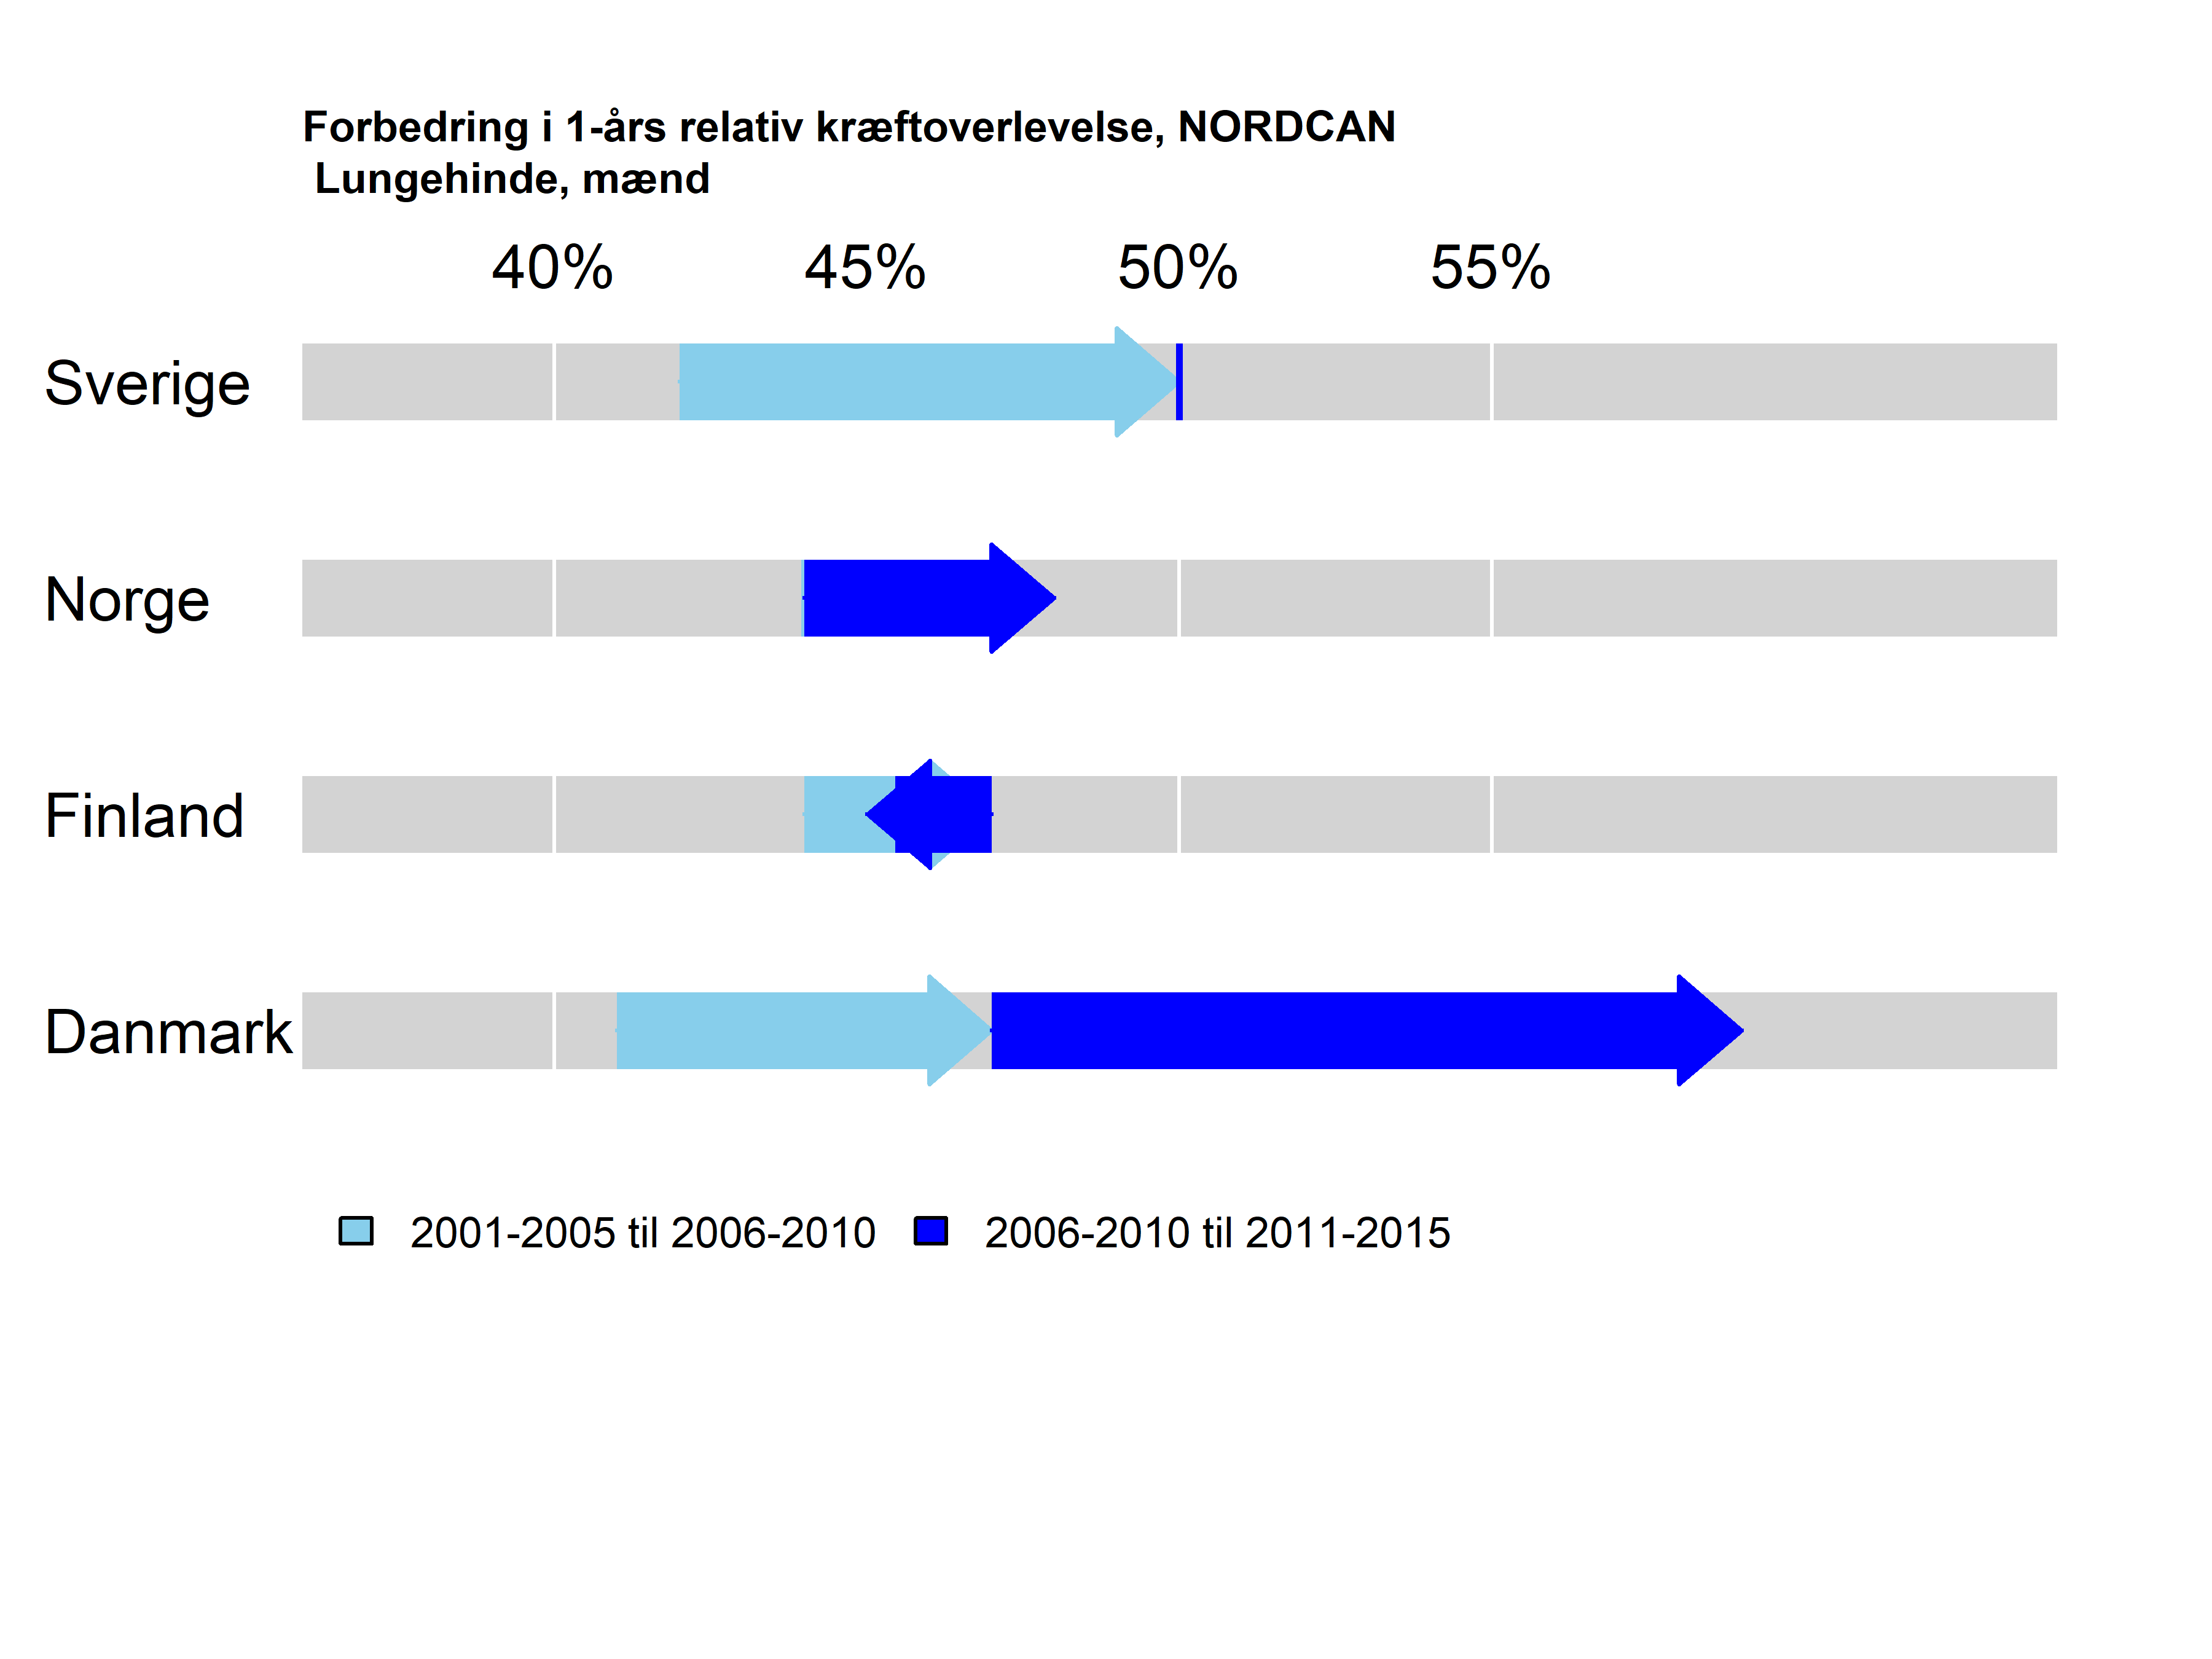 Forbedring i 1-års relativ kræftoverlevelse, NORDCAN
Lungehinde, mænd
40% 45% 50% 55%
Sverige
Norge
Finland
Danmark
2001-2005 til 2006-2010 2006-2010 til 2011-2015